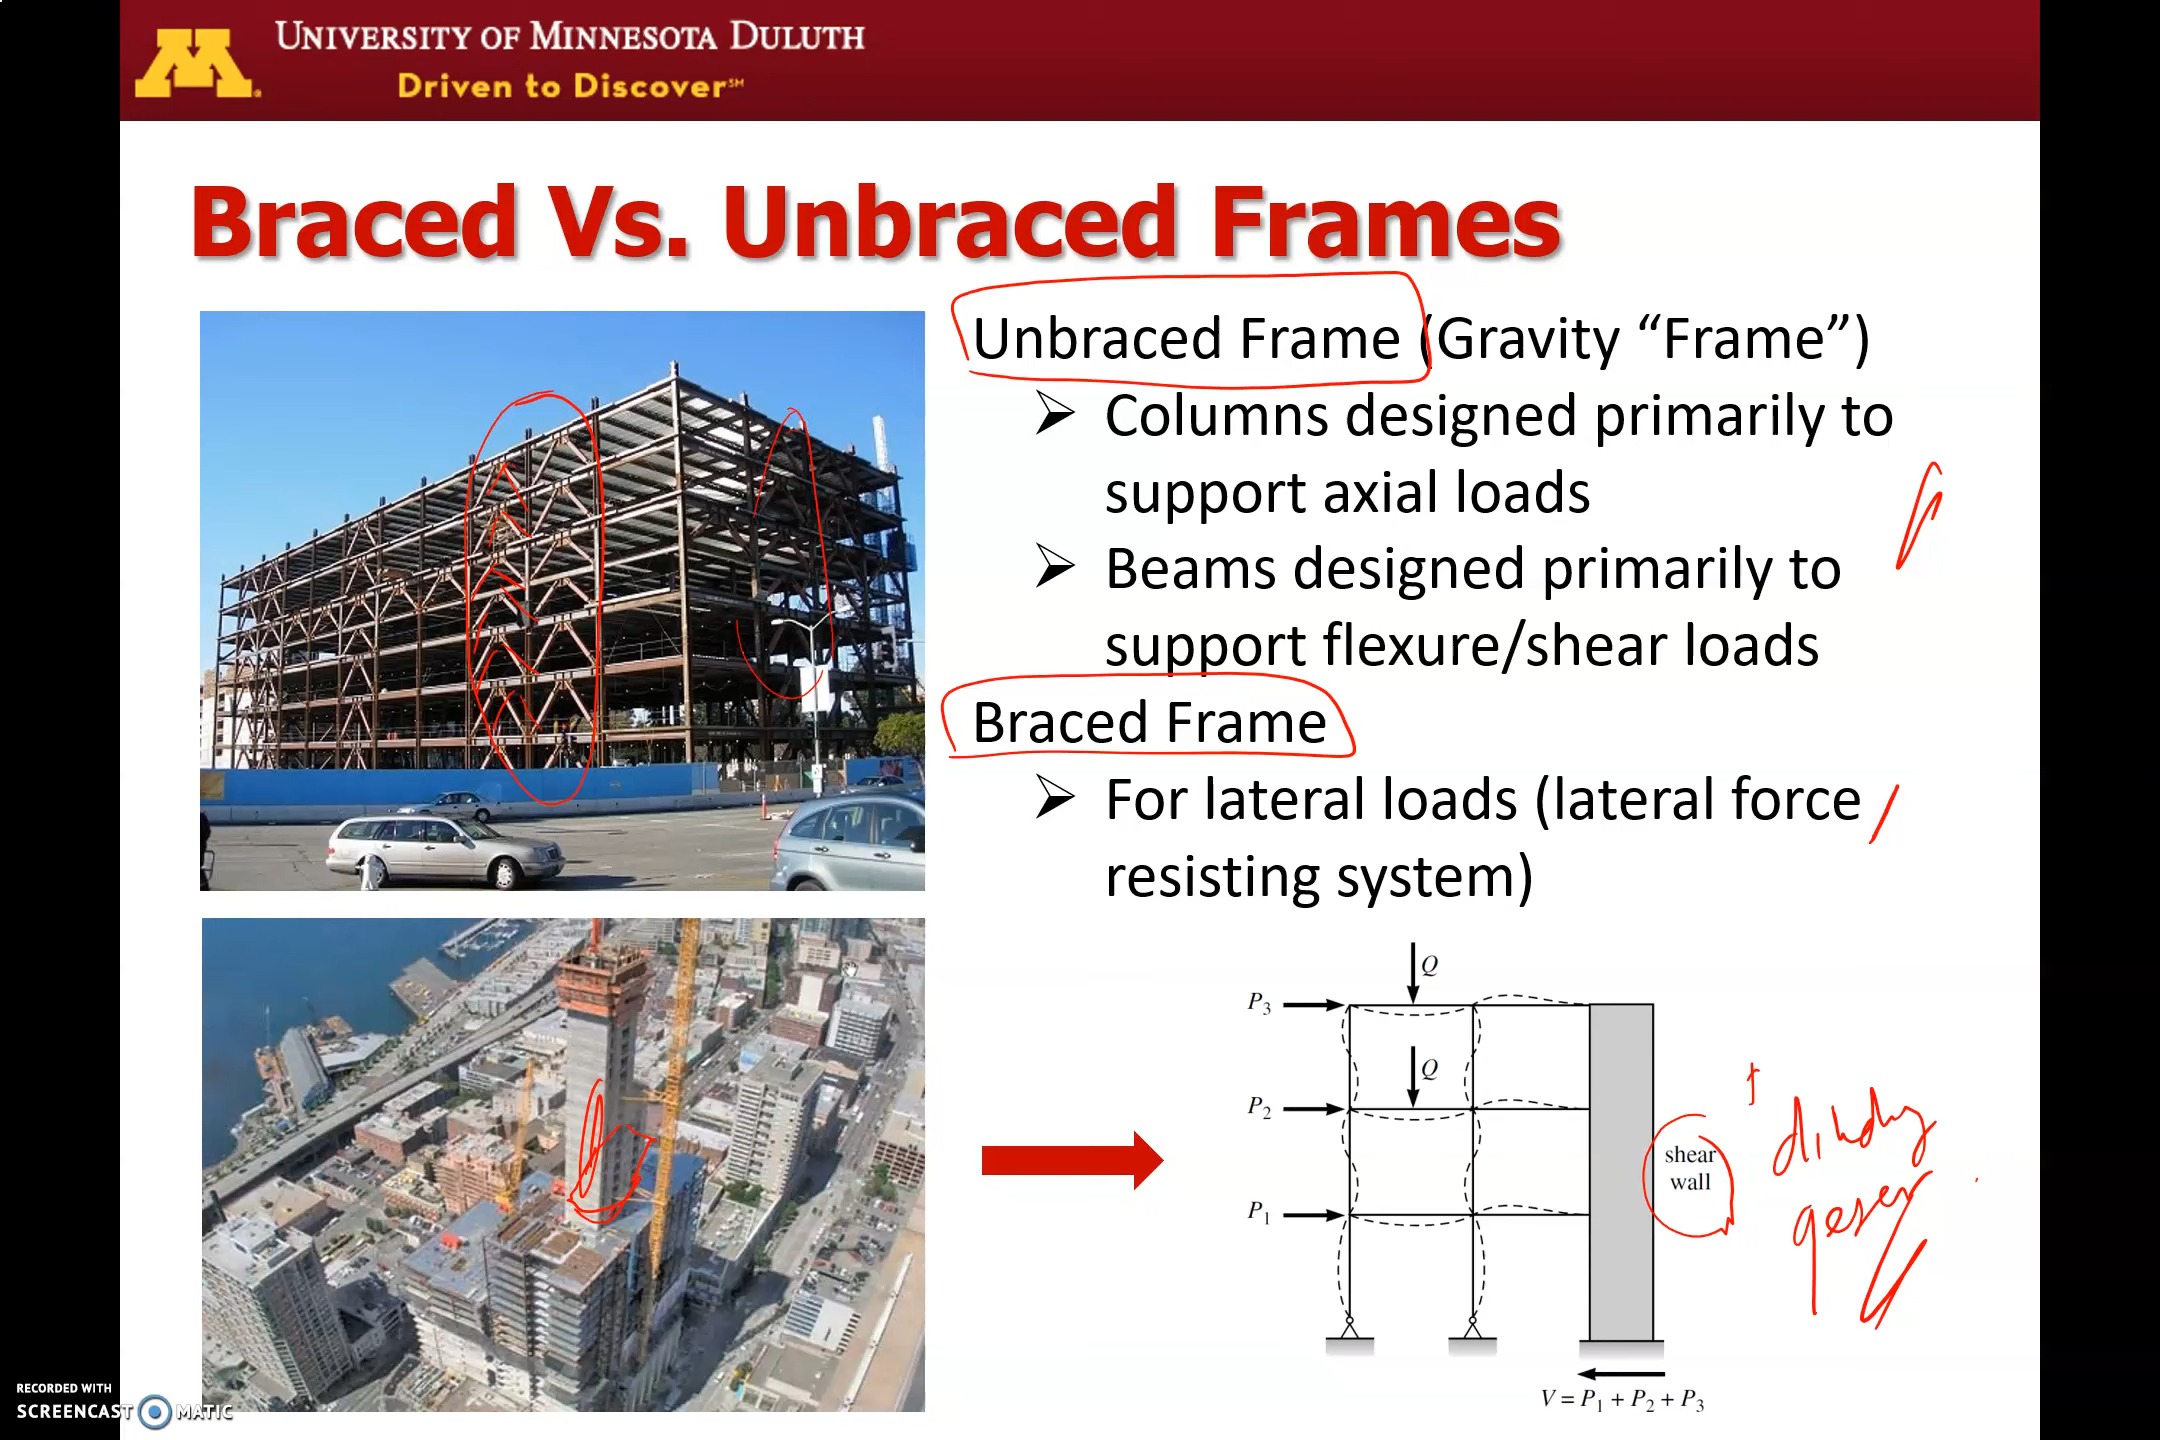 UNIVERSITY OF MINNESOTA DULUTH
Driven to Discover℠
Braced Vs. Unbraced Frames
Unbraced Frame (Gravity “Frame”)
➢ Columns designed primarily to
support axial loads
➢ Beams designed primarily to
support flexure/shear loads
Braced Frame
➢ For lateral loads (lateral force
resisting system)
Q
P3
Q
P2
shear
wall
dinding
geser
P1
V = P1 + P2 + P3
RECORDED WITH
SCREENCAST MATIC